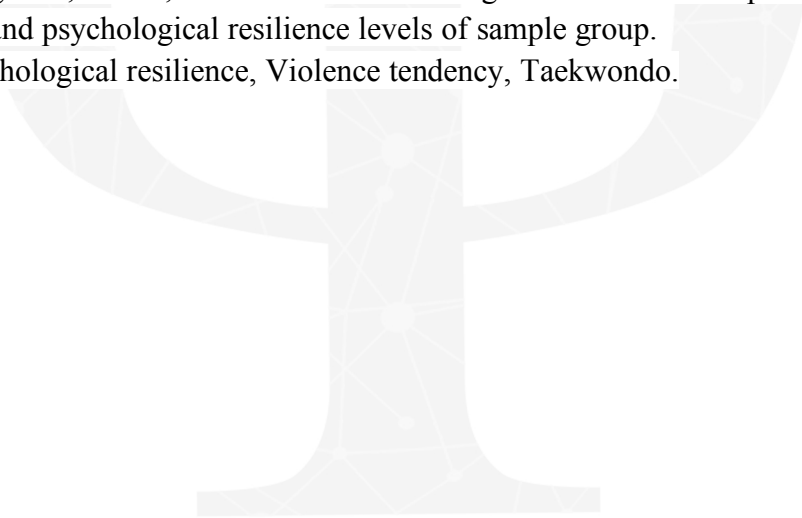 and psychological resilience levels of sample group.
hological resilience, Violence tendency, Taekwondo.